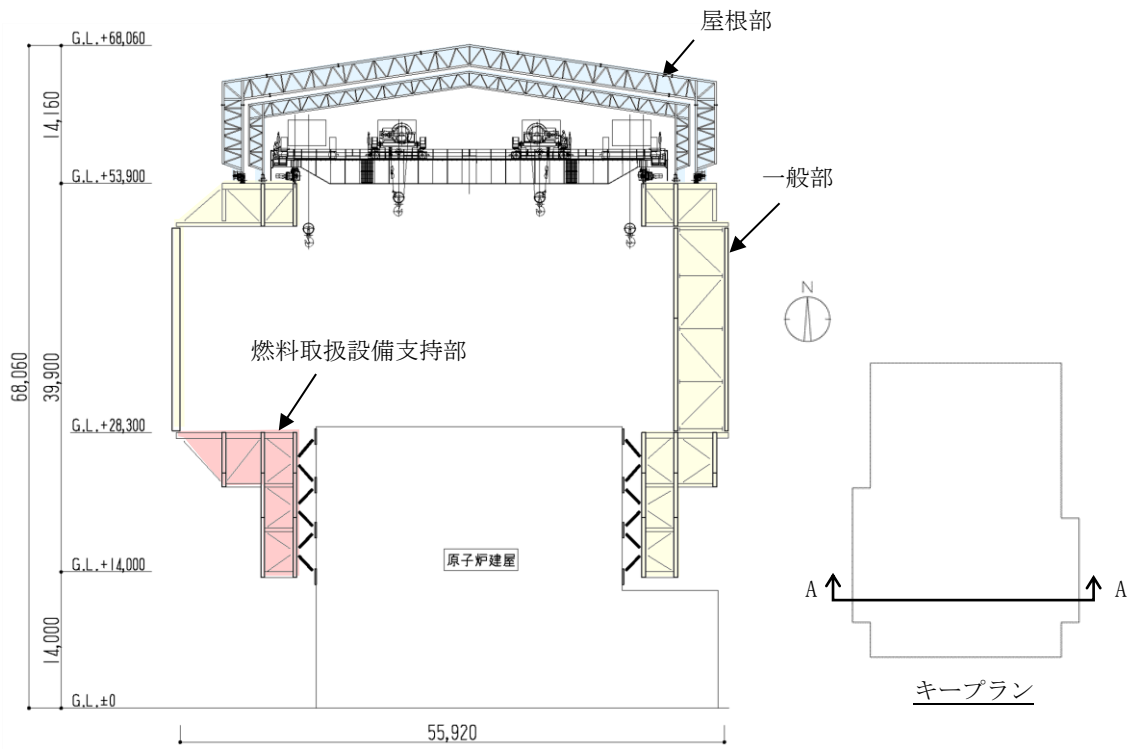 屋根部
G.L.+68,060
14,160
G.L.+53,900
一般部
N
燃料取扱設備支持部
68,060
39,900
G.L.+28,300
原子炉建屋
G.L.+14,000
A
A
14,000
キープラン
G.L.±0
55,920